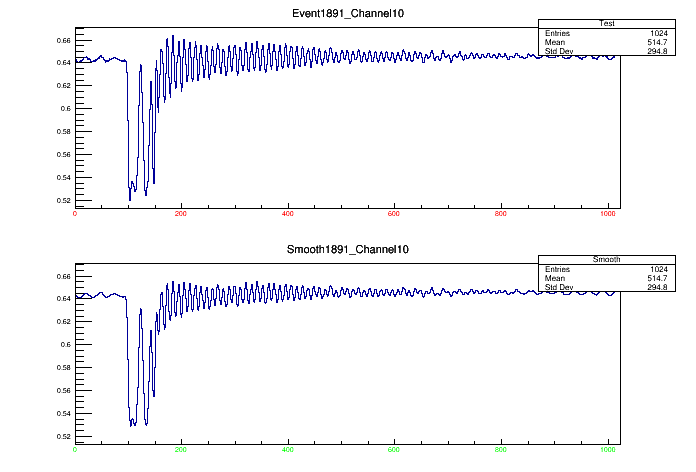 Event1891_Channel10
Test
Entries 1024
Mean 514.7
Std Dev 294.8
0.66
0.64
0.62
0.6
0.58
0.56
0.54
0.52
0 200 400 600 800 1000
Smooth1891_Channel10
Smooth
Entries 1024
Mean 514.7
Std Dev 294.8
0.66
0.64
0.62
0.6
0.58
0.56
0.54
0.52
0 200 400 600 800 1000